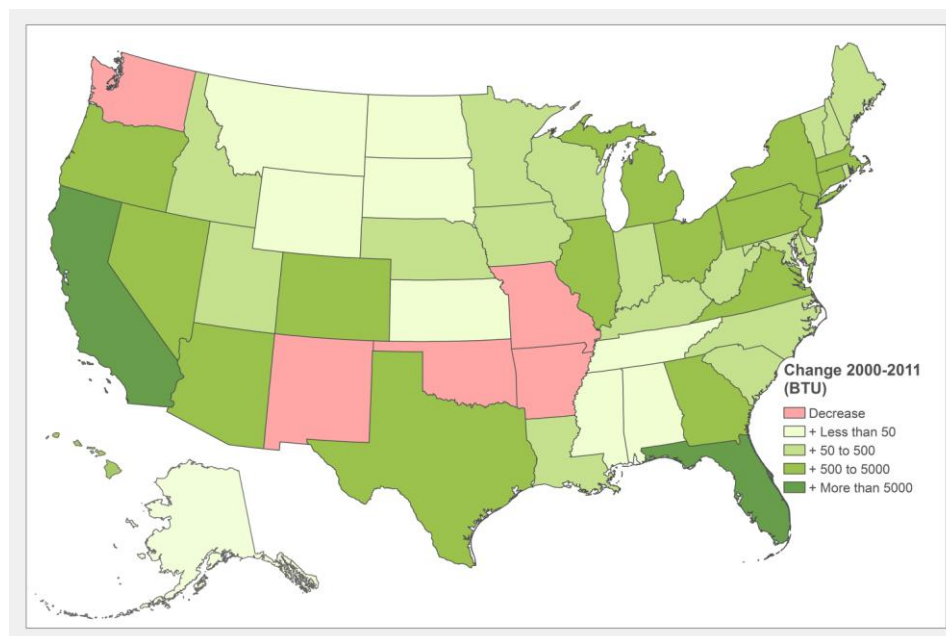 Change 2000-2011
(BTU)
Decrease
+ Less than 50
+ 50 to 500
+ 500 to 5000
+ More than 5000